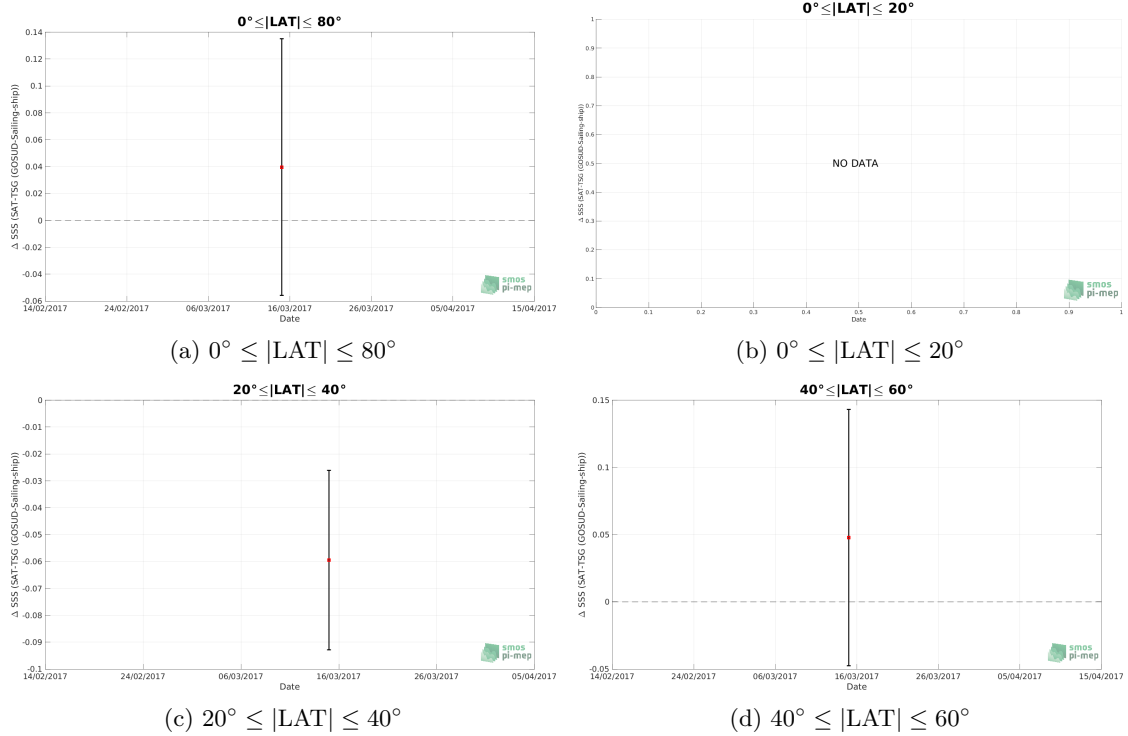 0°≤|LAT|≤ 80°
0.14
0.12
0.1
0.08
0.06
0.04
0.02
0
-0.02
-0.04
-0.06
Δ SSS (SAT-TSG (GOSUD-Sailing-ship))
14/02/2017 24/02/2017 06/03/2017 16/03/2017 26/03/2017 05/04/2017 15/04/2017
Date
smos
pi-mep
(a) 0° ≤ |LAT| ≤ 80°
0°≤|LAT|≤ 20°
1
0.9
0.8
0.7
0.6
0.5
0.4
0.3
0.2
0.1
0
Δ SSS (SAT-TSG (GOSUD-Sailing-ship))
NO DATA
0 0.1 0.2 0.3 0.4 0.5 0.6 0.7 0.8 0.9 1
Date
smos
pi-mep
(b) 0° ≤ |LAT| ≤ 20°
20°≤|LAT|≤ 40°
0
-0.01
-0.02
-0.03
-0.04
-0.05
-0.06
-0.07
-0.08
-0.09
-0.1
Δ SSS (SAT-TSG (GOSUD-Sailing-ship))
14/02/2017 24/02/2017 06/03/2017 16/03/2017 26/03/2017 05/04/2017
Date
smos
pi-mep
(c) 20° ≤ |LAT| ≤ 40°
40°≤|LAT|≤ 60°
0.15
0.1
0.05
0
-0.05
Δ SSS (SAT-TSG (GOSUD-Sailing-ship))
14/02/2017 24/02/2017 06/03/2017 16/03/2017 26/03/2017 05/04/2017 15/04/2017
Date
smos
pi-mep
(d) 40° ≤ |LAT| ≤ 60°